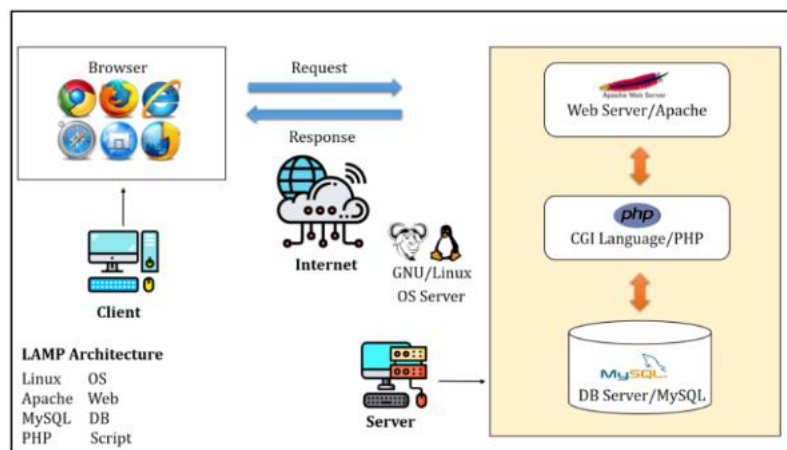 Browser
Request
Response
Internet
Client
GNU/Linux
OS Server
Server
Apache Web Server
Web Server/Apache
php
CGI Language/PHP
MySQL
DB Server/MySQL
LAMP Architecture
Linux OS
Apache Web
MySQL DB
PHP Script